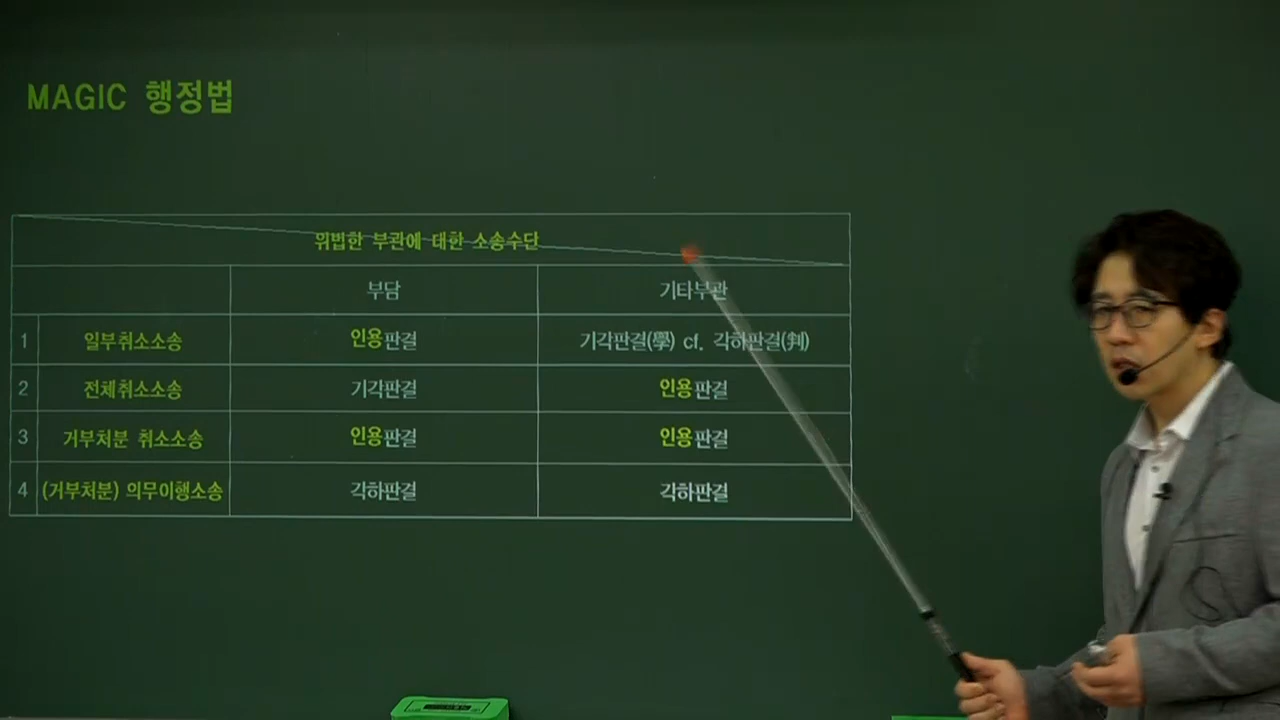 MAGIC 행정법
위법한 부관에 대한 소송수단
부담 기타부관
1 일부취소소송 인용판결 기각판결(學) cf. 각하판결(判)
2 전체취소소송 기각판결 인용판결
3 거부처분 취소소송 인용판결 인용판결
4 (거부처분) 의무이행소송 각하판결 각하판결